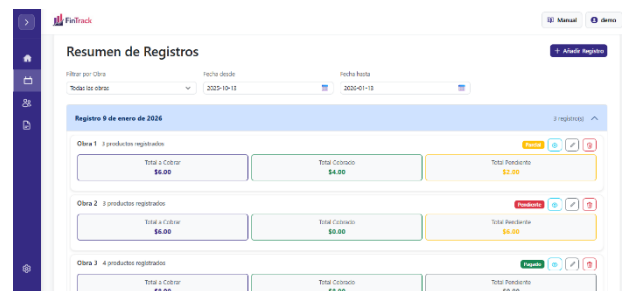 FinTrack
Manual
demo
Resumen de Registros
+ Añadir Registro
Filtrar por Obra
Fecha desde
Fecha hasta
Todas las obras
2025-10-13
2026-01-13
Registro 9 de enero de 2026
3 registro(s)
Obra 1 3 productos registrados
Parcial
Total a Cobrar
Total Cobrado
Total Pendiente
$6.00
$4.00
$2.00
Obra 2 3 productos registrados
Pendiente
Total a Cobrar
Total Cobrado
Total Pendiente
$6.00
$0.00
$6.00
Obra 3 4 productos registrados
Pagado
Total a Cobrar
Total Cobrado
Total Pendiente